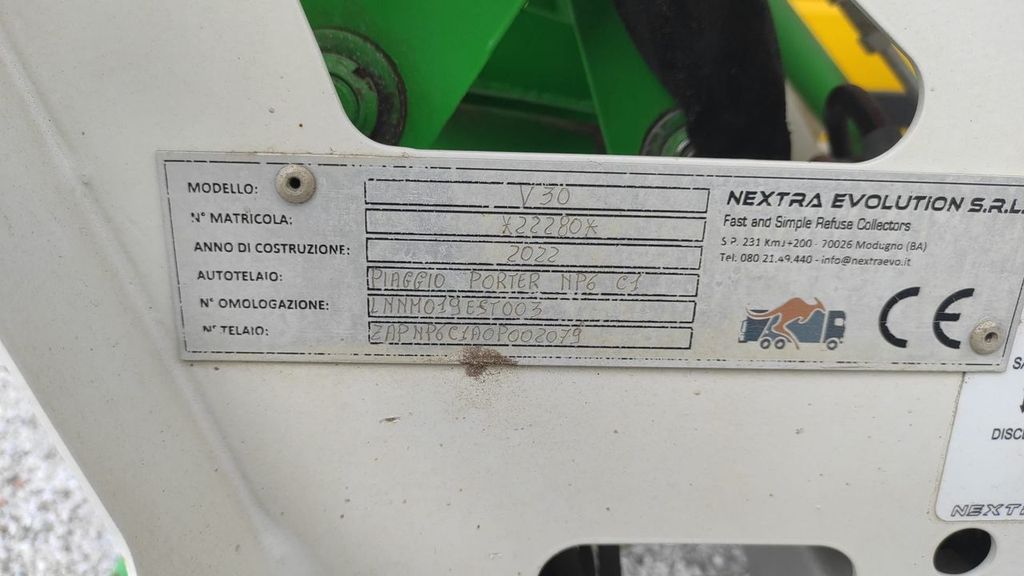 MODELLO: V30
N° MATRICOLA: *22280*
ANNO DI COSTRUZIONE: 2022
AUTOTELAIO: PIAGGIO PORTER NP6 C1
N° OMOLOGAZIONE: LNNM019EST003
N° TELAIO: ZAPNP6C1A0P002079
NEXTRA EVOLUTION S.R.L.
Fast and Simple Refuse Collectors
S.P. 231 Km1+200 - 70026 Modugno (BA)
Tel. 080 21.49.440 - info@nextraevo.it
CE